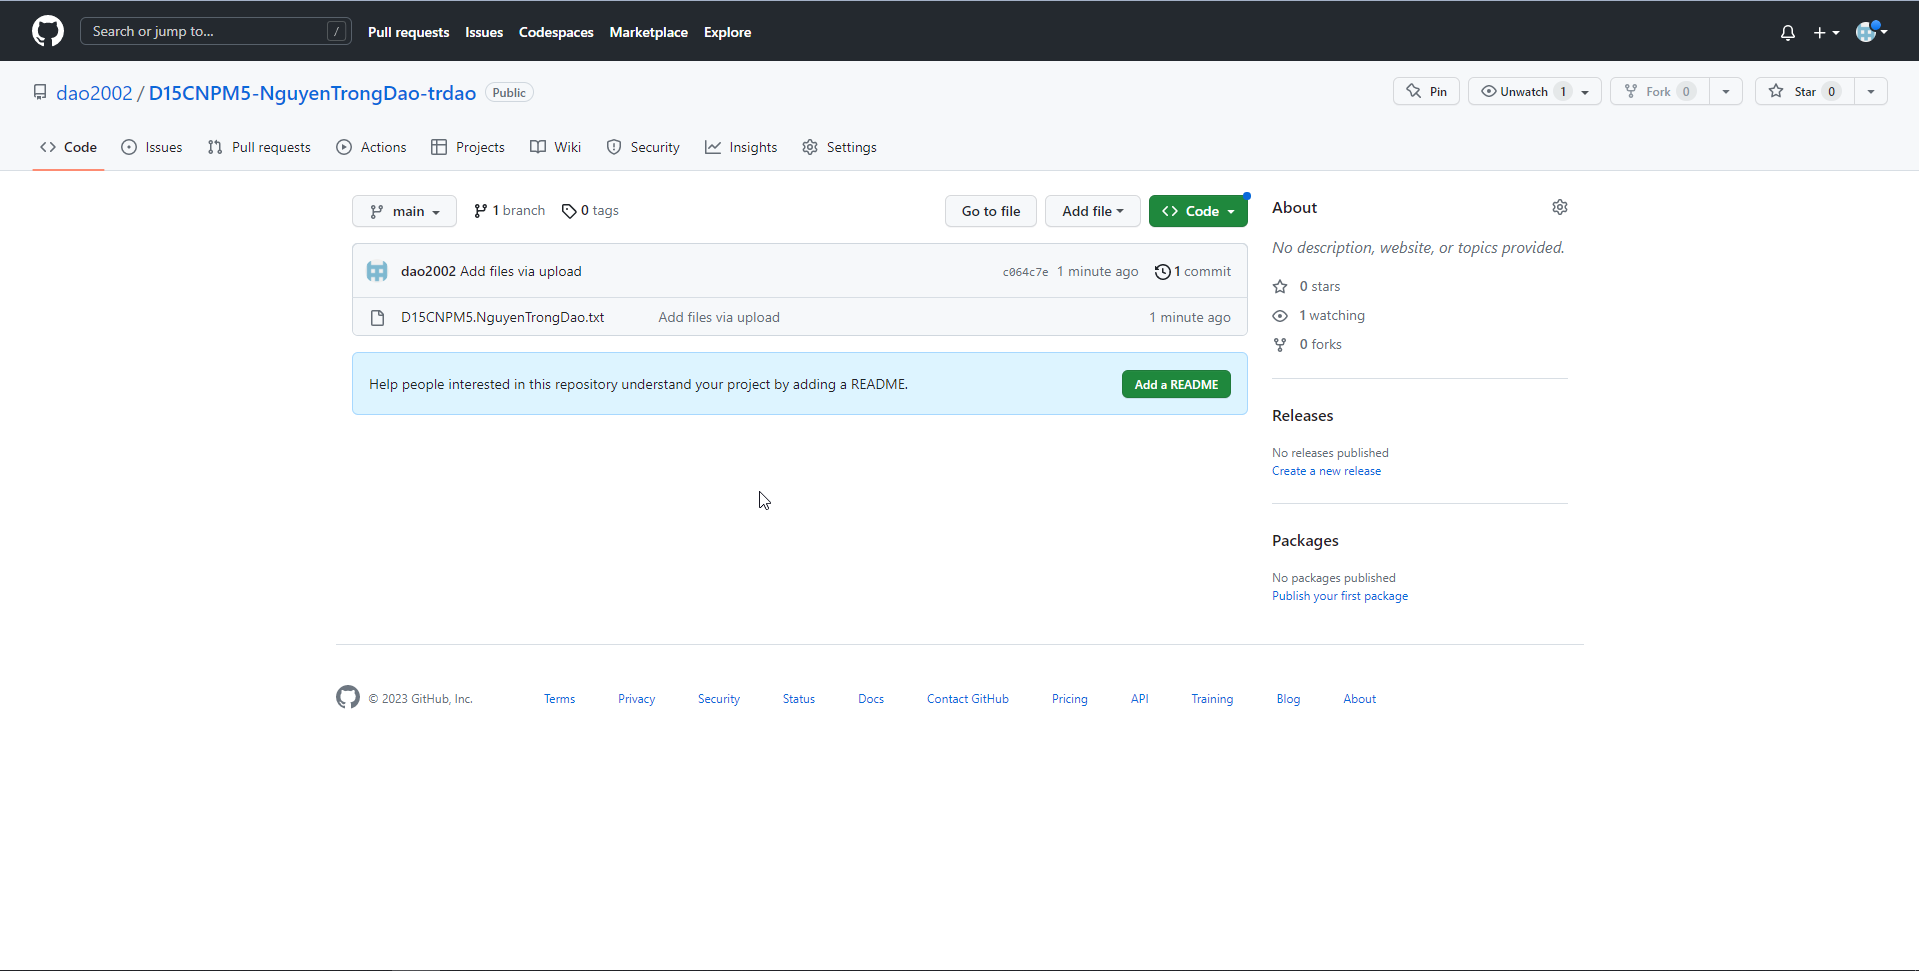 Search or jump to... / Pull requests Issues Codespaces Marketplace Explore
dao2002 / D15CNPM5-NguyenTrongDao-trdao Public Pin Unwatch 1 Fork 0 Star 0
Code Issues Pull requests Actions Projects Wiki Security Insights Settings
main 1 branch 0 tags Go to file Add file Code
dao2002 Add files via upload c064c7e 1 minute ago 1 commit
D15CNPM5.NguyenTrongDao.txt Add files via upload 1 minute ago
Help people interested in this repository understand your project by adding a README. Add a README
About
No description, website, or topics provided.
0 stars
1 watching
0 forks
Releases
No releases published
Create a new release
Packages
No packages published
Publish your first package
© 2023 GitHub, Inc. Terms Privacy Security Status Docs Contact GitHub Pricing API Training Blog About